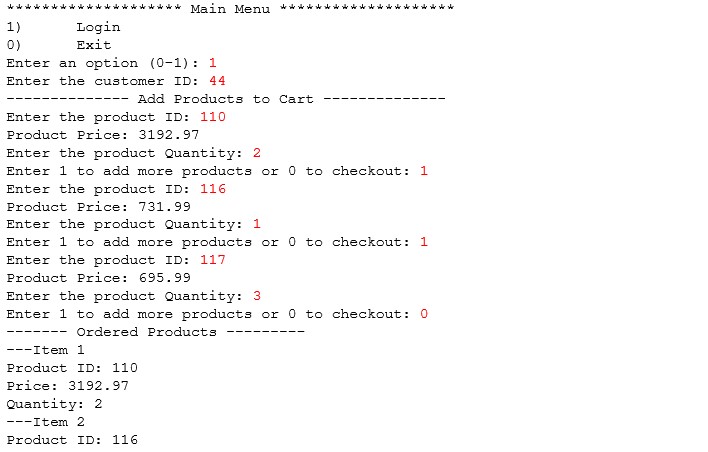 ******************** Main Menu ********************
1)      Login
0)      Exit
Enter an option (0-1): 1
Enter the customer ID: 44
-------------- Add Products to Cart --------------
Enter the product ID: 110
Product Price: 3192.97
Enter the product Quantity: 2
Enter 1 to add more products or 0 to checkout: 1
Enter the product ID: 116
Product Price: 731.99
Enter the product Quantity: 1
Enter 1 to add more products or 0 to checkout: 1
Enter the product ID: 117
Product Price: 695.99
Enter the product Quantity: 3
Enter 1 to add more products or 0 to checkout: 0
------- Ordered Products ---------
---Item 1
Product ID: 110
Price: 3192.97
Quantity: 2
---Item 2
Product ID: 116